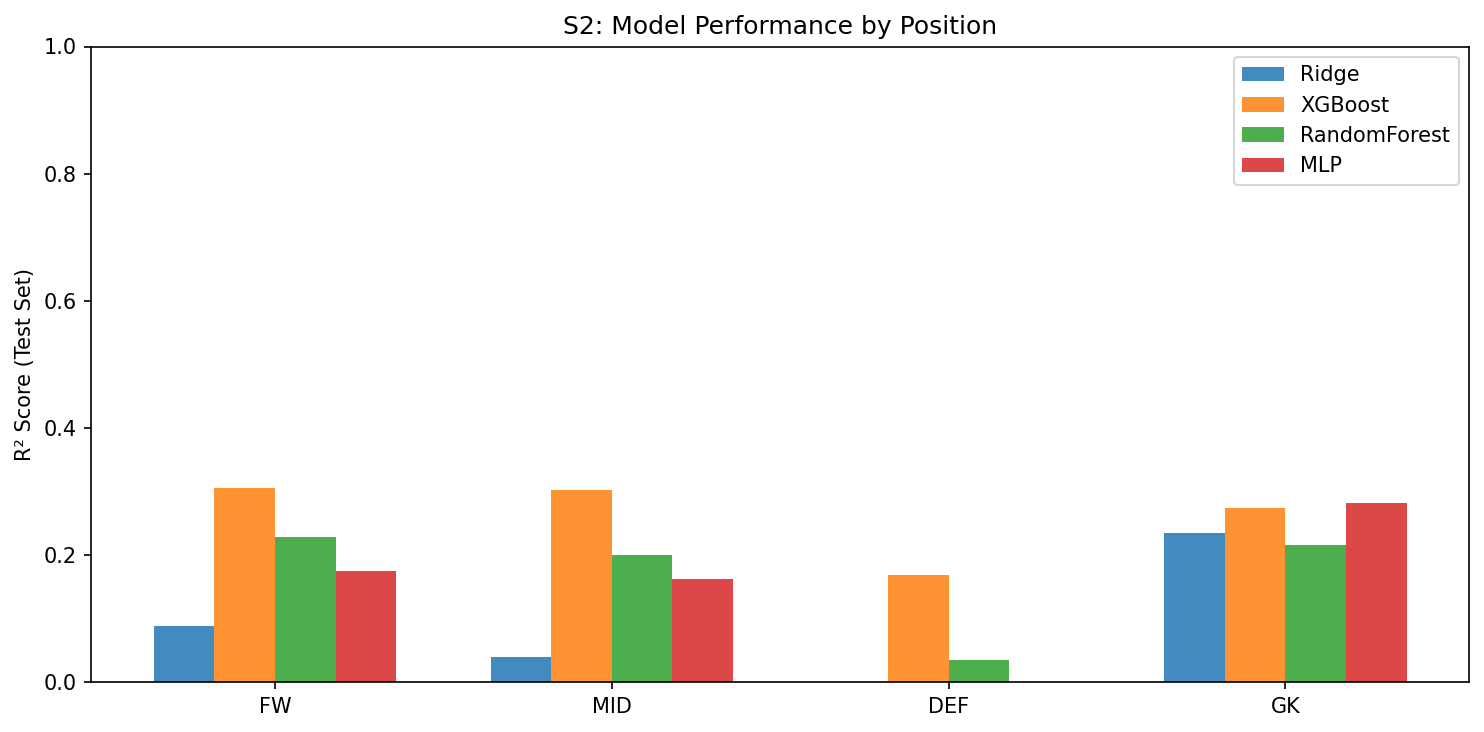 S2: Model Performance by Position
R² Score (Test Set)
1.0
0.8
0.6
0.4
0.2
0.0
Ridge
XGBoost
RandomForest
MLP
FW
MID
DEF
GK